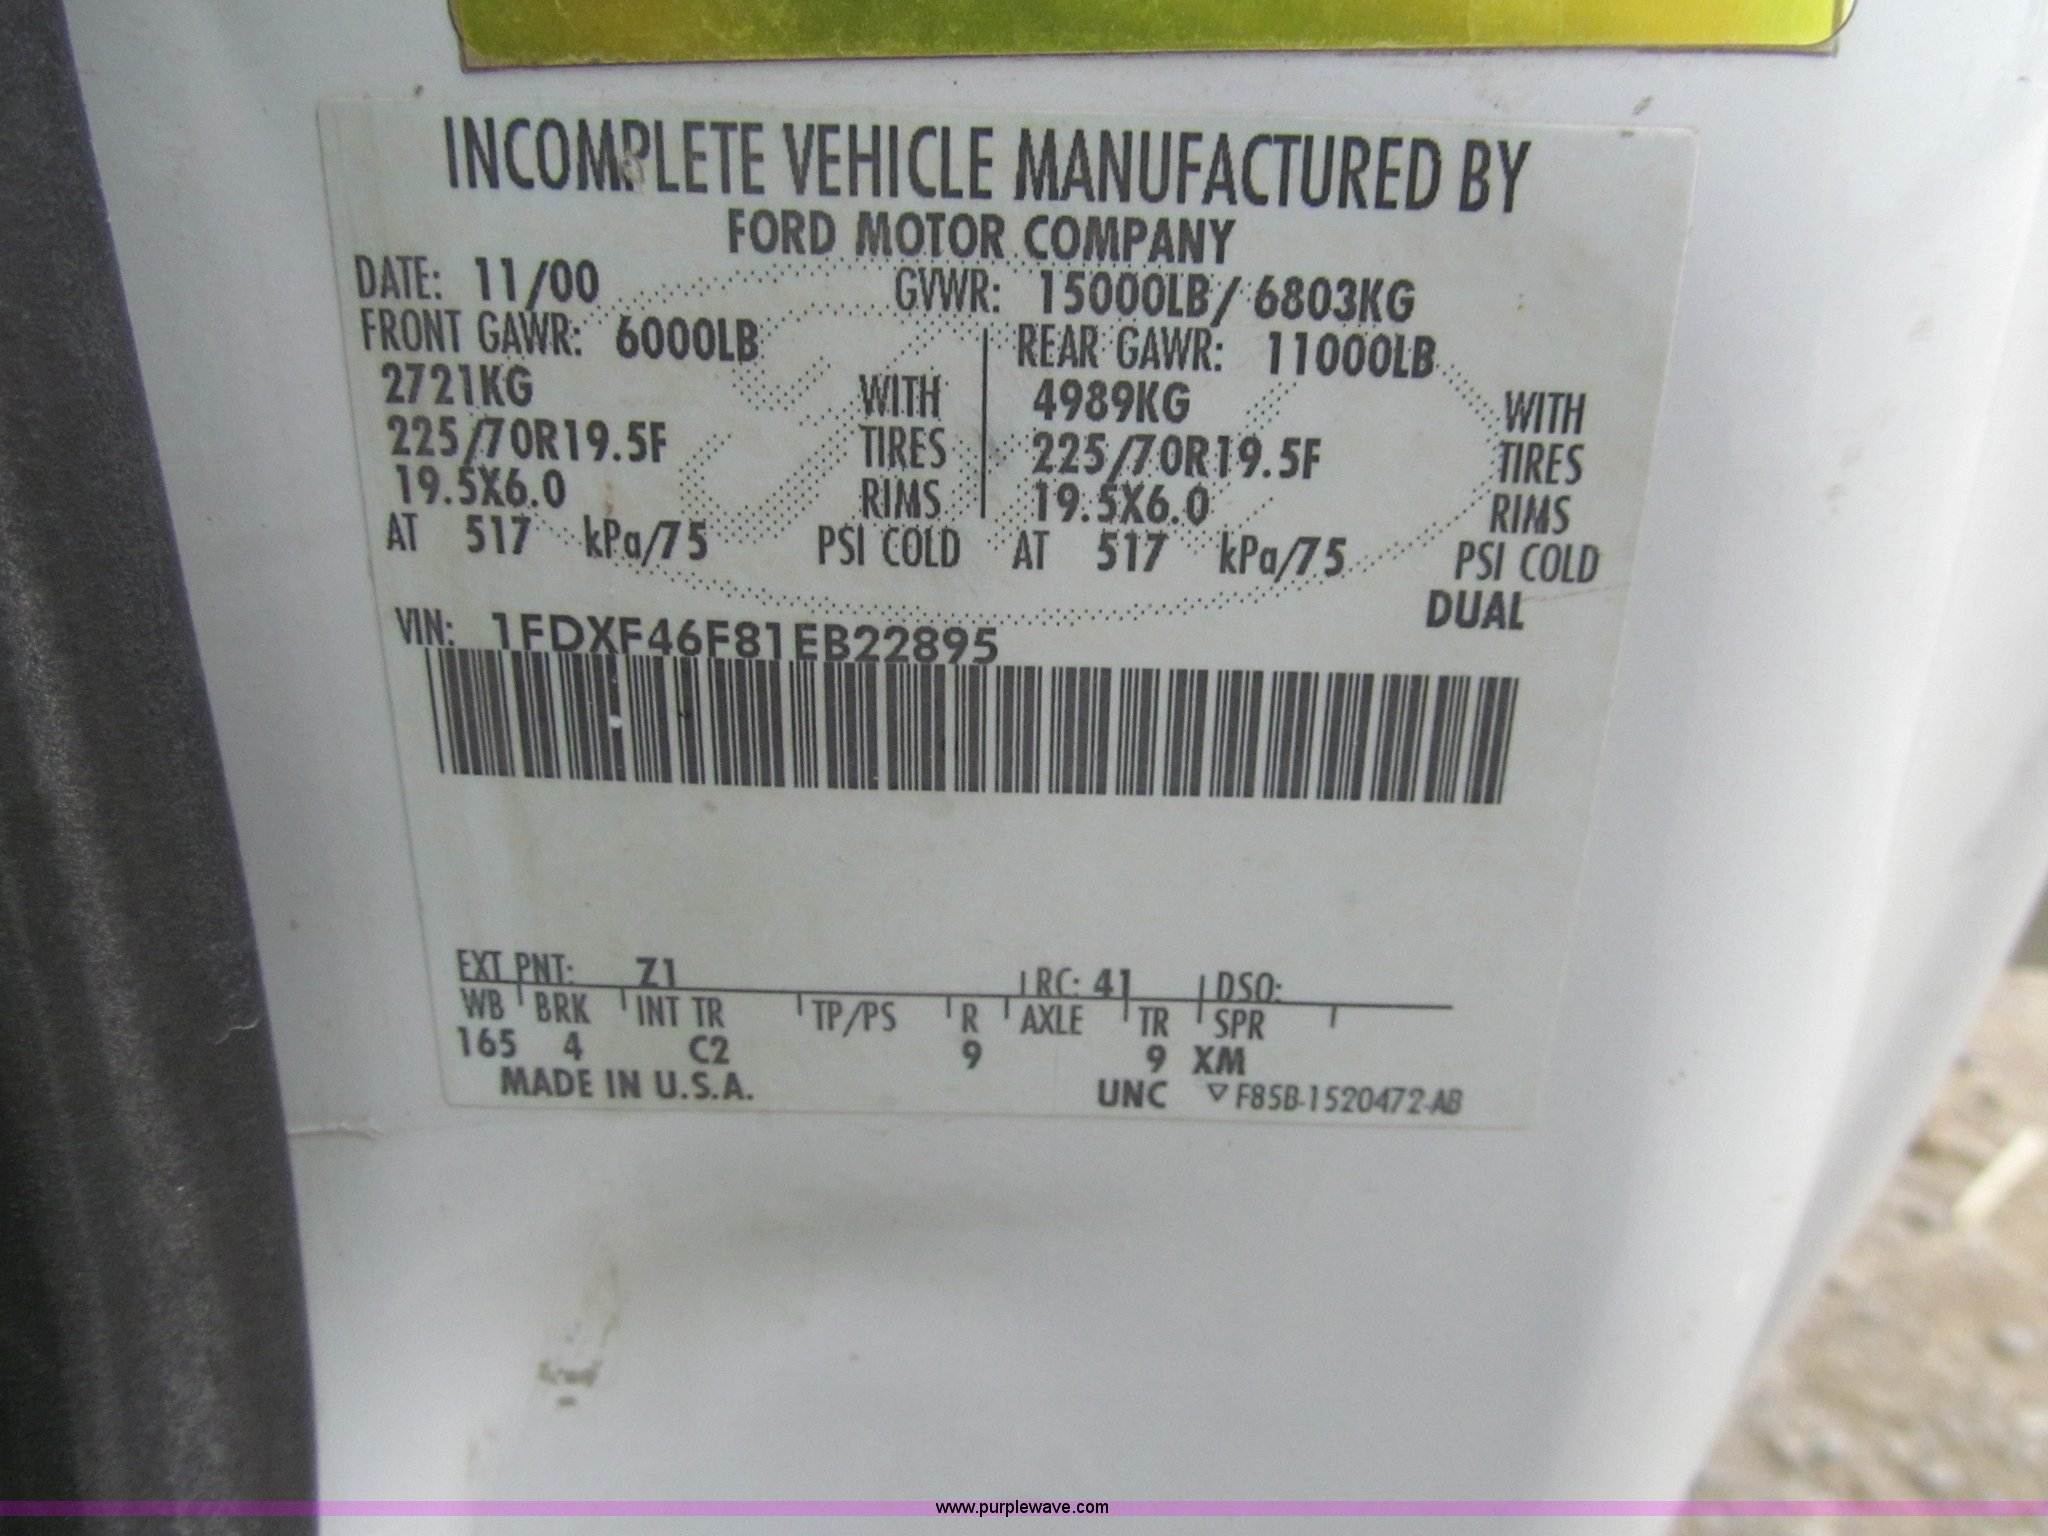 INCOMPLETE VEHICLE MANUFACTURED BY
FORD MOTOR COMPANY
DATE: 11/00 GVWR: 15000LB/ 6803KG
FRONT GAWR: 6000LB REAR GAWR: 11000LB
2721KG WITH 4989KG WITH
225/70R19.5F TIRES 225/70R19.5F TIRES
19.5X6.0 RIMS 19.5X6.0 RIMS
AT 517 kPa/75 PSI COLD AT 517 kPa/75 PSI COLD
DUAL
VIN: 1FDXF46F81EB22895
EXT PNT: Z1 RC: 41 DSO:
WB BRK INT TR TP/PS R AXLE TR SPR
165 4 C2 9 9 XM
MADE IN U.S.A. UNC ▽ F85B-1520472-AB
www.purplewave.com